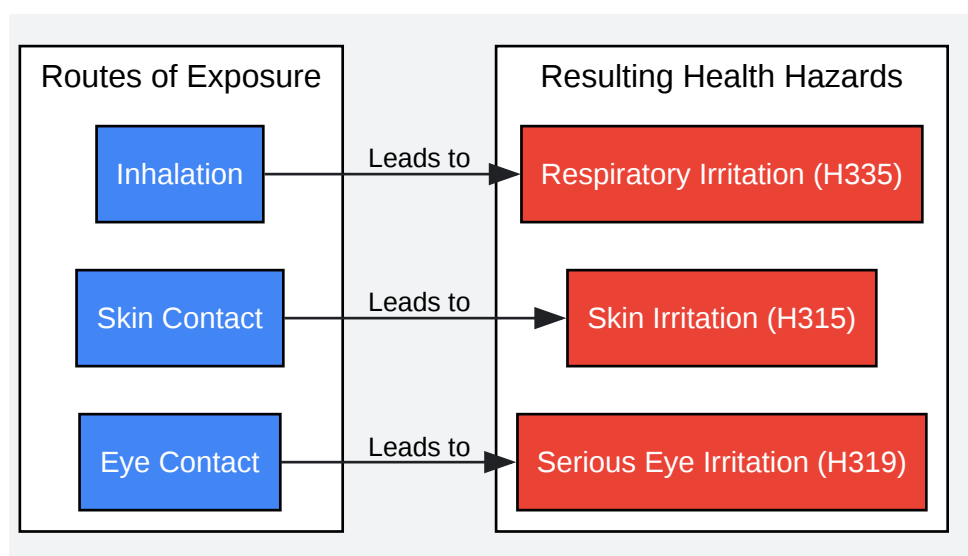 Routes of Exposure
Resulting Health Hazards
Inhalation
Leads to
Respiratory Irritation (H335)
Skin Contact
Leads to
Skin Irritation (H315)
Eye Contact
Leads to
Serious Eye Irritation (H319)